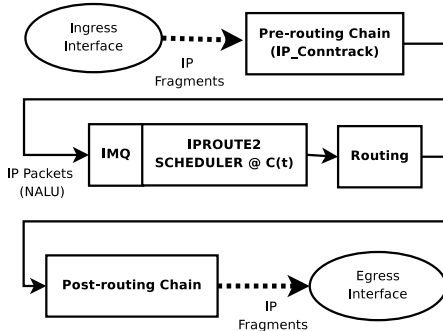 Ingress
Interface
IP
Fragments
Pre-routing Chain
(IP_Conntrack)
IP Packets
(NALU)
IMQ
IPROUTE2
SCHEDULER @ C(t)
Routing
Post-routing Chain
IP
Fragments
Egress
Interface